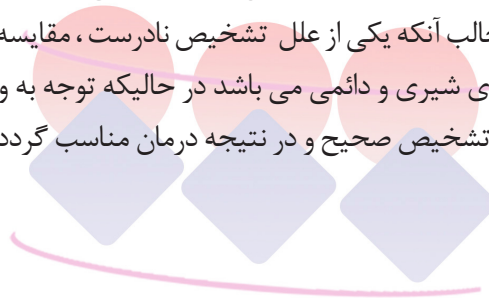 جالب آنکه یکی از علل تشخیص نادرست ، مقایسه
ی شیری و دائمی می باشد در حالیکه توجه به و
تشخیص صحیح و در نتیجه درمان مناسب گردد